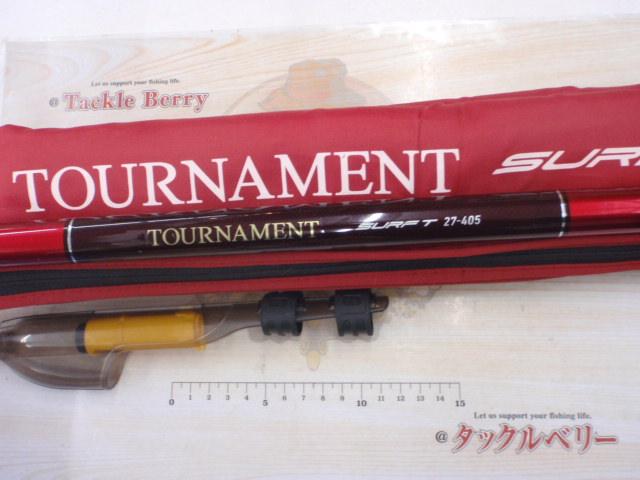 Let us support your fishing life.
@ Tackle Berry
TOURNAMENT SURF
TOURNAMENT SURF T 27-405
0 1 2 3 4 5 6 7 8 9 10 11 12 13 14 15
Let us support your fishing life.
@ タックルベリー